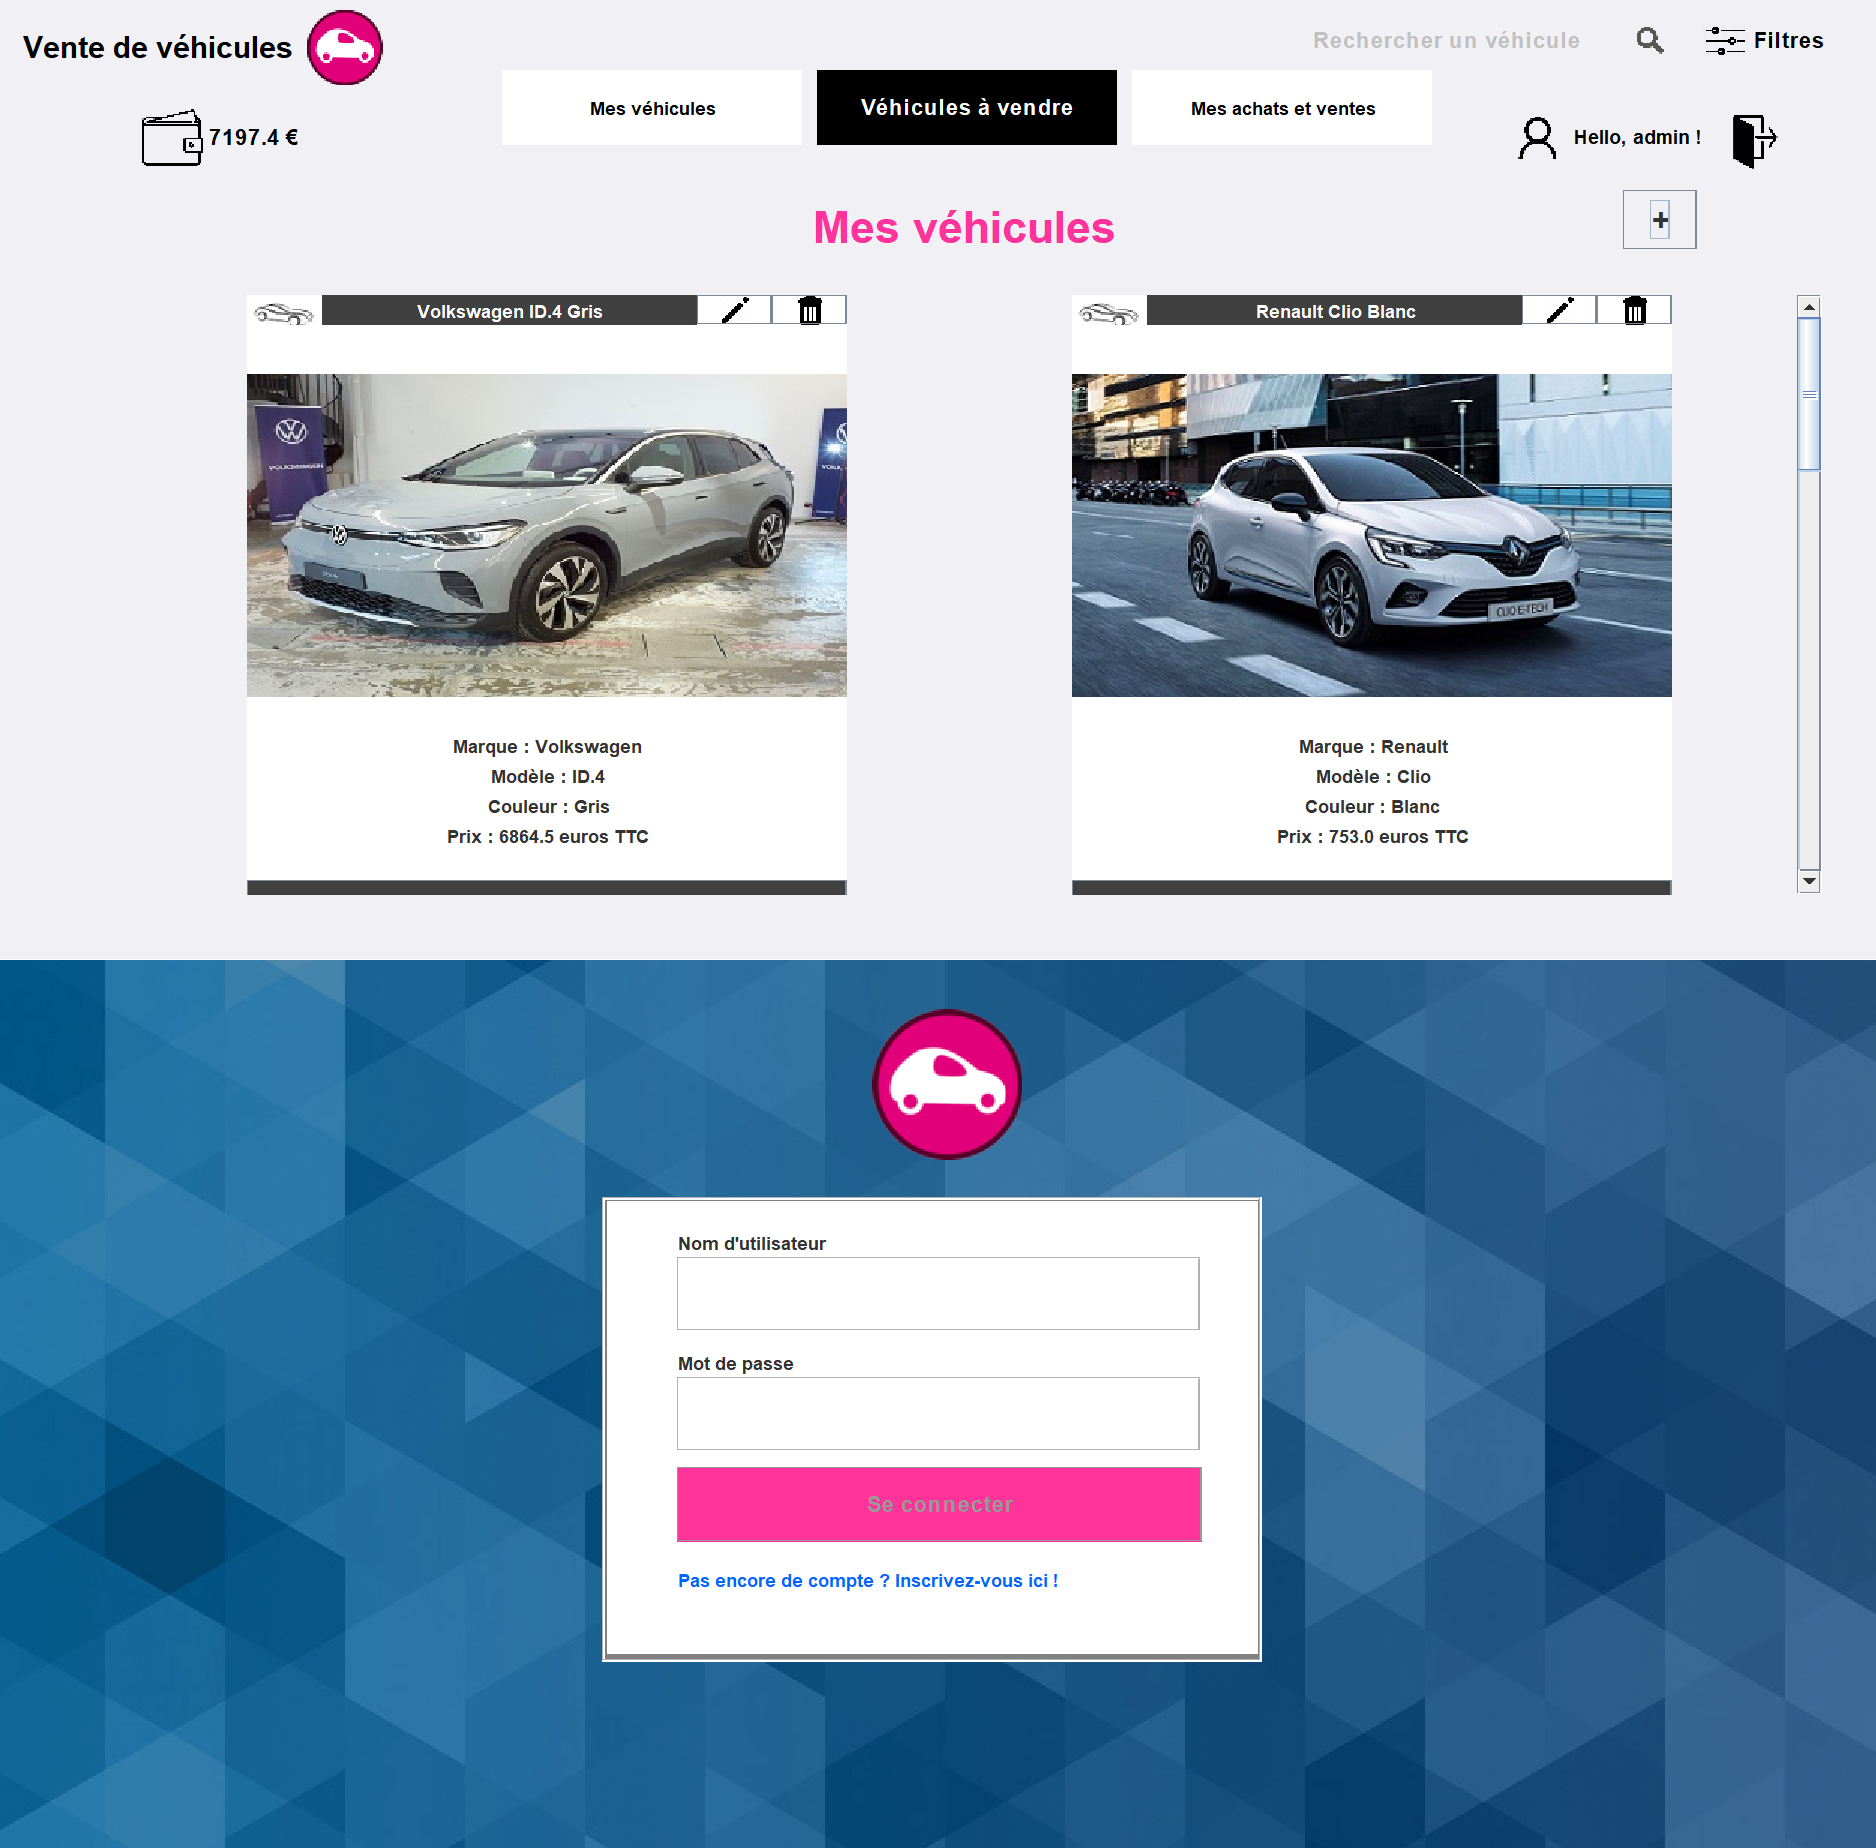 Vente de véhicules
Rechercher un véhicule
Filtres
7197.4 €
Mes véhicules
Véhicules à vendre
Mes achats et ventes
Hello, admin !
Mes véhicules
+
Volkswagen ID.4 Gris
Renault Clio Blanc
VOLKSWAGEN
CLIO E-TECH
Marque : Volkswagen
Modèle : ID.4
Couleur : Gris
Prix : 6864.5 euros TTC
Marque : Renault
Modèle : Clio
Couleur : Blanc
Prix : 753.0 euros TTC
Nom d'utilisateur
Mot de passe
Se connecter
Pas encore de compte ? Inscrivez-vous ici !